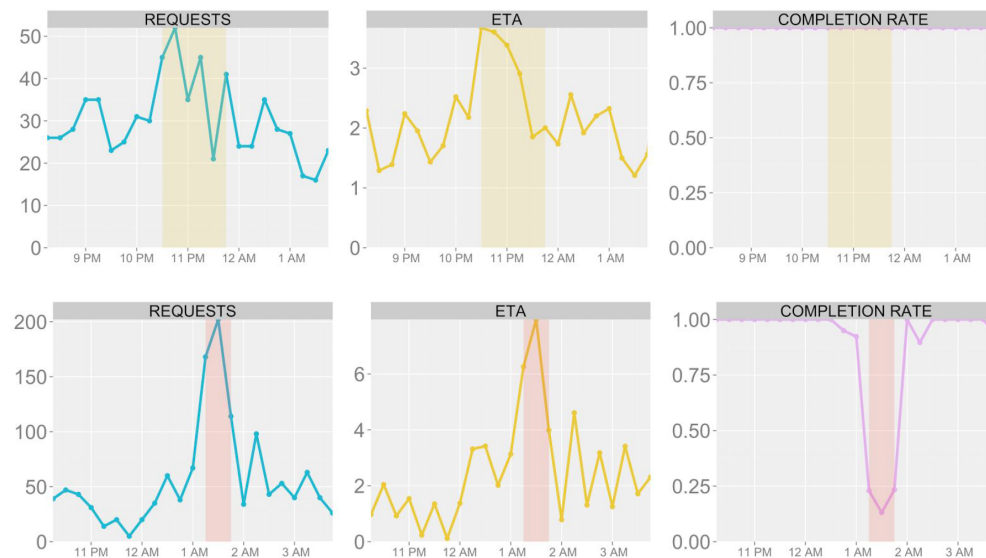 REQUESTS
50
40
30
20
10
0
9 PM 10 PM 11 PM 12 AM 1 AM
ETA
3
2
1
0
9 PM 10 PM 11 PM 12 AM 1 AM
COMPLETION RATE
1.00
0.75
0.50
0.25
0.00
9 PM 10 PM 11 PM 12 AM 1 AM
REQUESTS
200
150
100
50
0
11 PM 12 AM 1 AM 2 AM 3 AM
ETA
6
4
2
0
11 PM 12 AM 1 AM 2 AM 3 AM
COMPLETION RATE
1.00
0.75
0.50
0.25
0.00
11 PM 12 AM 1 AM 2 AM 3 AM